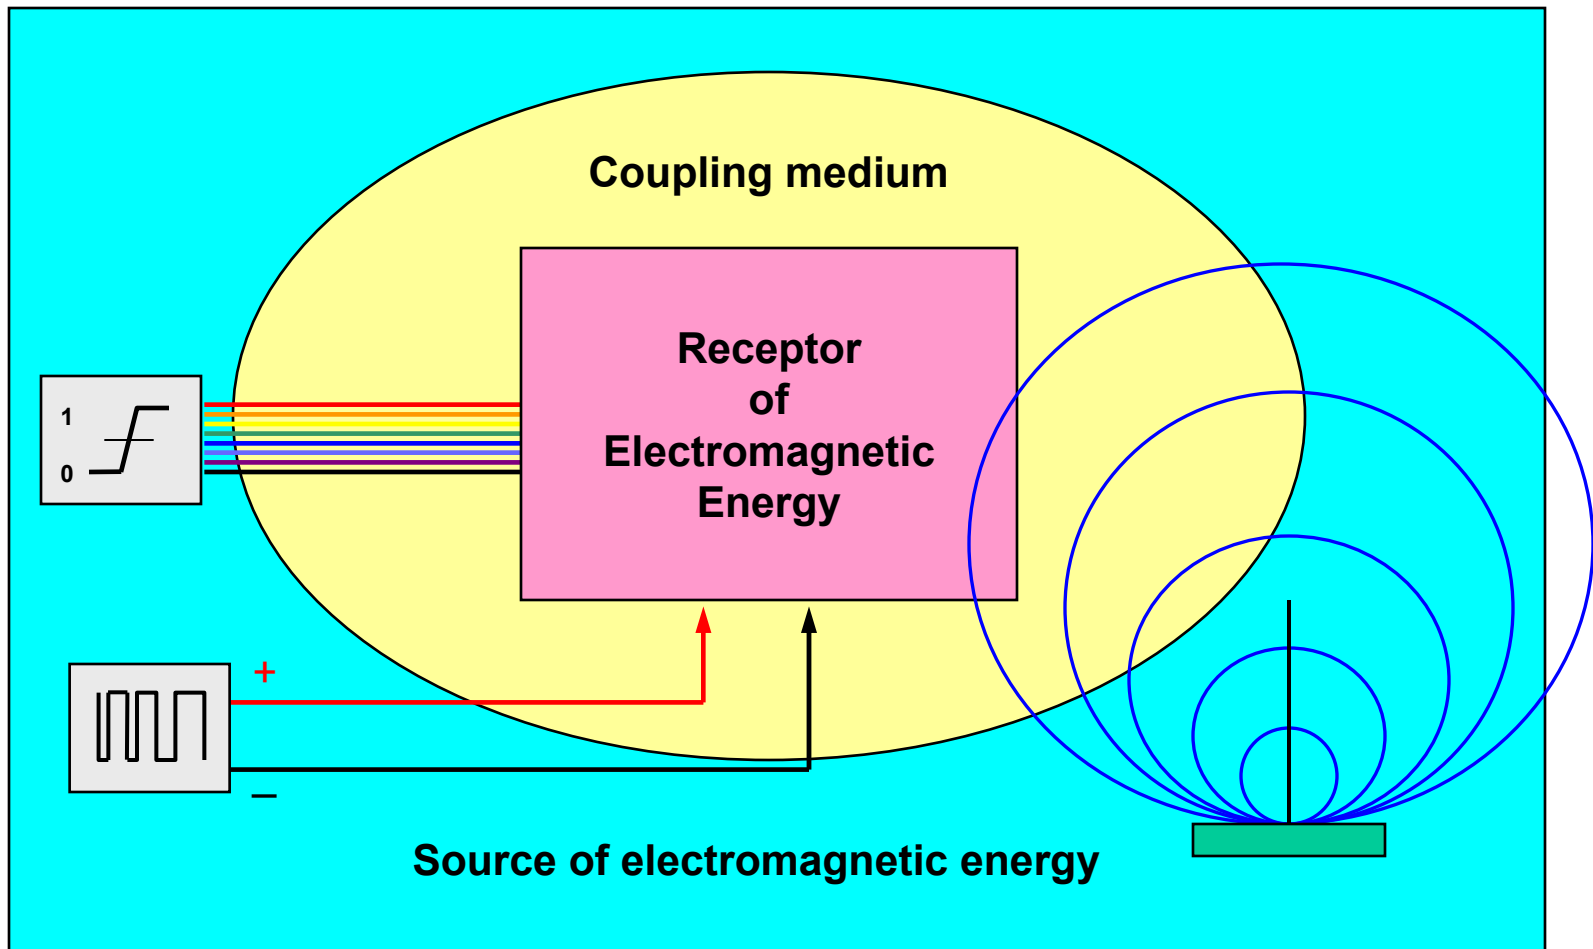 Coupling medium
Receptor
of
Electromagnetic
Energy
1
0
+
–
Source of electromagnetic energy